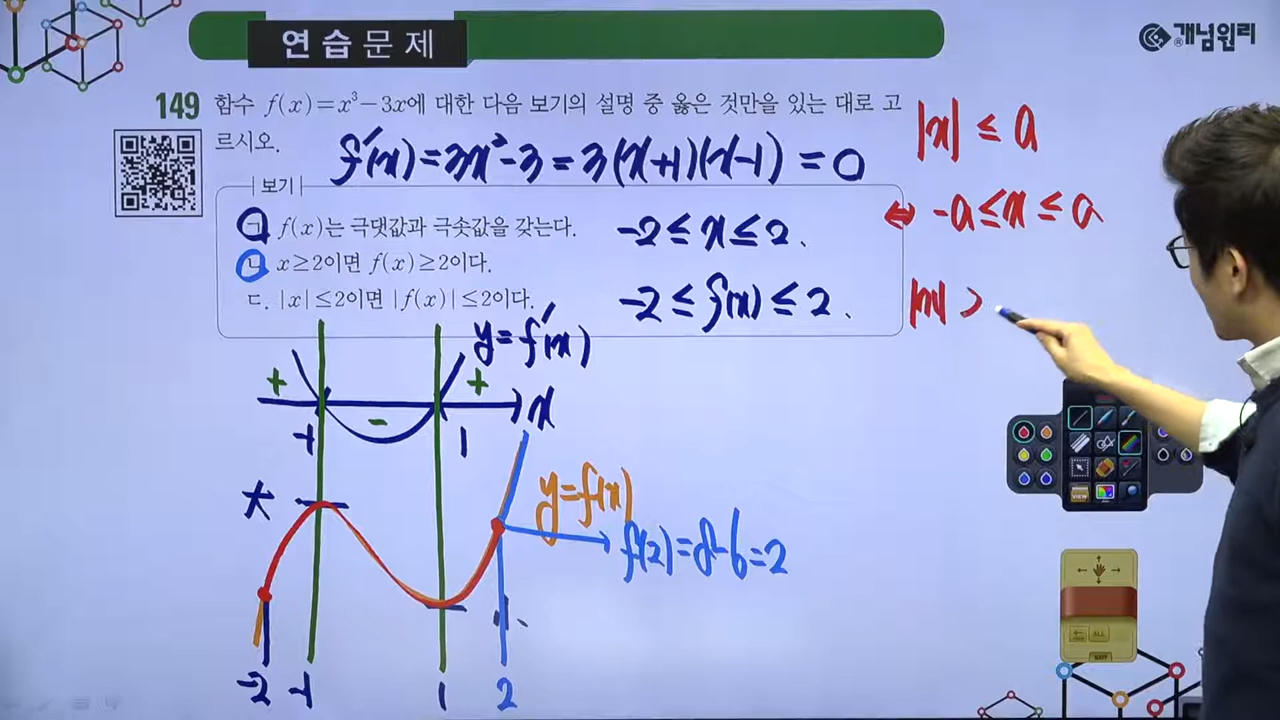 연습문제
개념원리
149 함수 f(x)=x³-3x에 대한 다음 보기의 설명 중 옳은 것만을 있는 대로 고
르시오.
f'(x)=3x²-3=3(x+1)(x-1)=0
|x| ≤ a
⇔ -a≤x≤a
|x| >
보기
ㄱ. f(x)는 극댓값과 극솟값을 갖는다.
-2≤x≤2.
ㄴ. x≥2이면 f(x)≥2이다.
ㄷ. |x|≤2이면 |f(x)|≤2이다.
-2≤f(x)≤2.
y=f'(x)
+ - +
x
-1 1
y=f(x)
f(2)=8-6=2
-2 -1 1 2
VIEW
ALL
EXIT